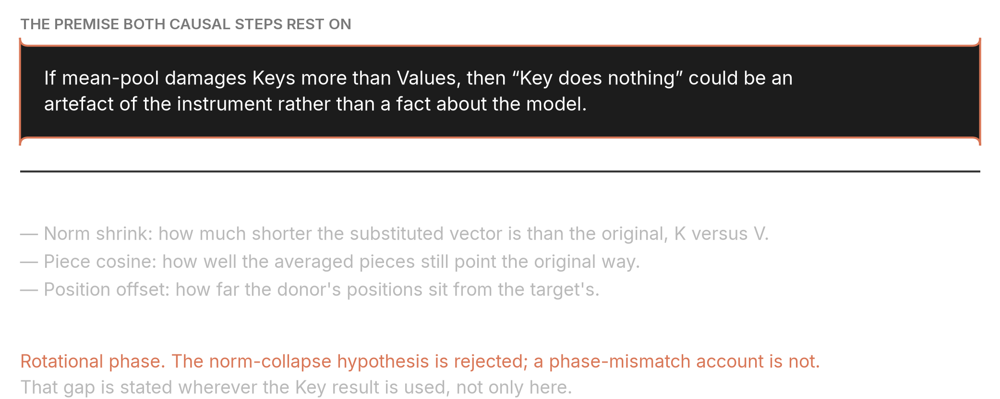 THE PREMISE BOTH CAUSAL STEPS REST ON
If mean-pool damages Keys more than Values, then “Key does nothing” could be an
artefact of the instrument rather than a fact about the model.
— Norm shrink: how much shorter the substituted vector is than the original, K versus V.
— Piece cosine: how well the averaged pieces still point the original way.
— Position offset: how far the donor's positions sit from the target's.
Rotational phase. The norm-collapse hypothesis is rejected; a phase-mismatch account is not.
That gap is stated wherever the Key result is used, not only here.